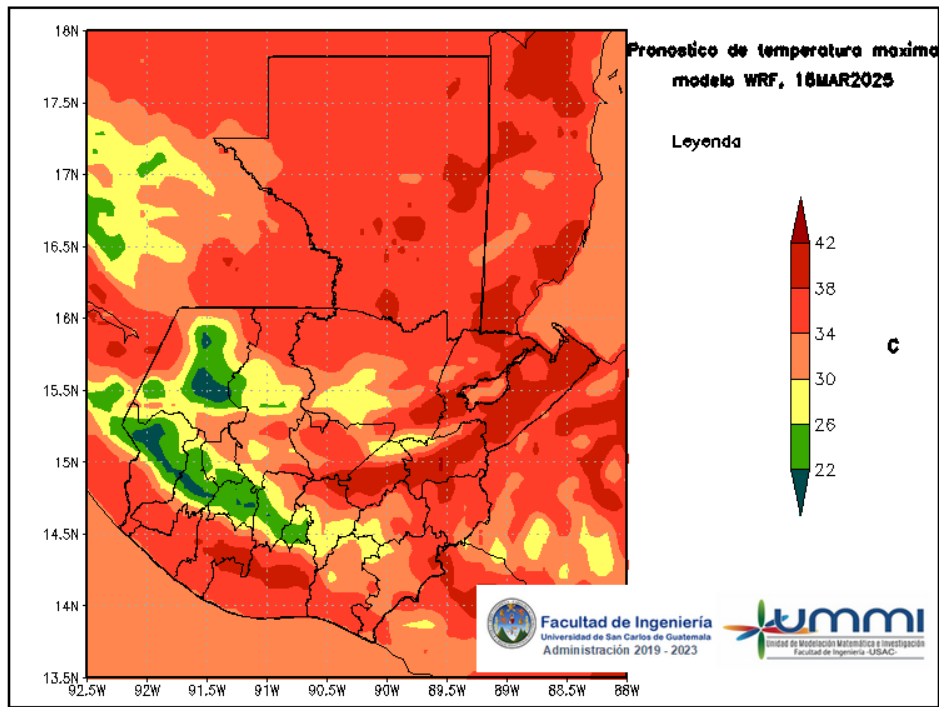 Pronostico de temperatura maxima
modelo WRF, 16MAR2025
Leyenda
42
38
34
30
26
22
C
18N
17.5N
17N
16.5N
16N
15.5N
15N
14.5N
14N
13.5N
92.5W 92W 91.5W 91W 90.5W 90W 89.5W 89W 88.5W 88W
Facultad de Ingeniería
Universidad de San Carlos de Guatemala
Administración 2019 - 2023
ummi
Unidad de Modelación Matemática e Investigación
Facultad de Ingeniería -USAC-